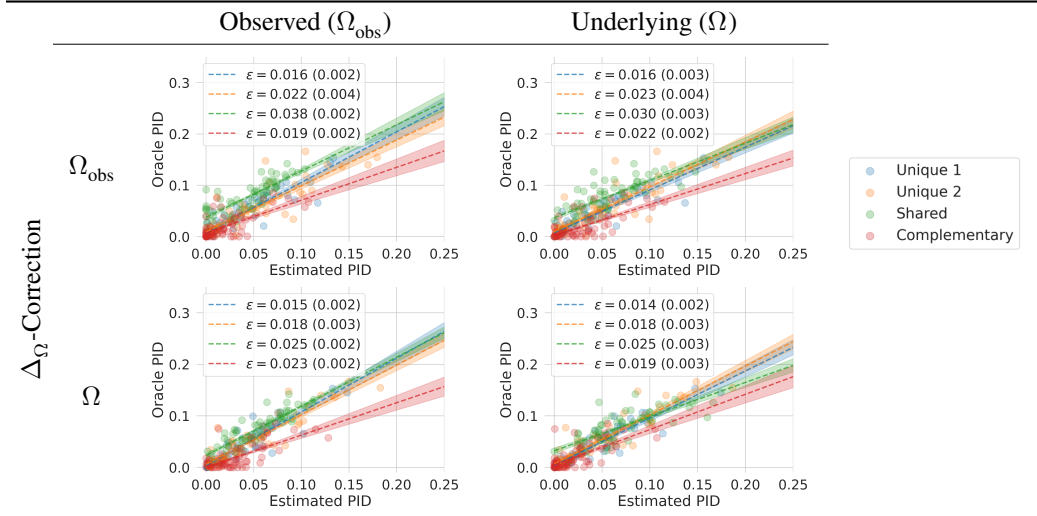 Observed (Ω_obs) Underlying (Ω)
Δ_Ω-Correction
Ω_obs
0.3
0.2
0.1
0.0
Oracle PID
ε = 0.016 (0.002)
ε = 0.022 (0.004)
ε = 0.038 (0.002)
ε = 0.019 (0.002)
0.00 0.05 0.10 0.15 0.20 0.25
Estimated PID
0.3
0.2
0.1
0.0
Oracle PID
ε = 0.016 (0.003)
ε = 0.023 (0.004)
ε = 0.030 (0.003)
ε = 0.022 (0.002)
0.00 0.05 0.10 0.15 0.20 0.25
Estimated PID
Unique 1
Unique 2
Shared
Complementary
Ω
0.3
0.2
0.1
0.0
Oracle PID
ε = 0.015 (0.002)
ε = 0.018 (0.003)
ε = 0.025 (0.002)
ε = 0.023 (0.002)
0.00 0.05 0.10 0.15 0.20 0.25
Estimated PID
0.3
0.2
0.1
0.0
Oracle PID
ε = 0.014 (0.002)
ε = 0.018 (0.003)
ε = 0.025 (0.003)
ε = 0.019 (0.003)
0.00 0.05 0.10 0.15 0.20 0.25
Estimated PID